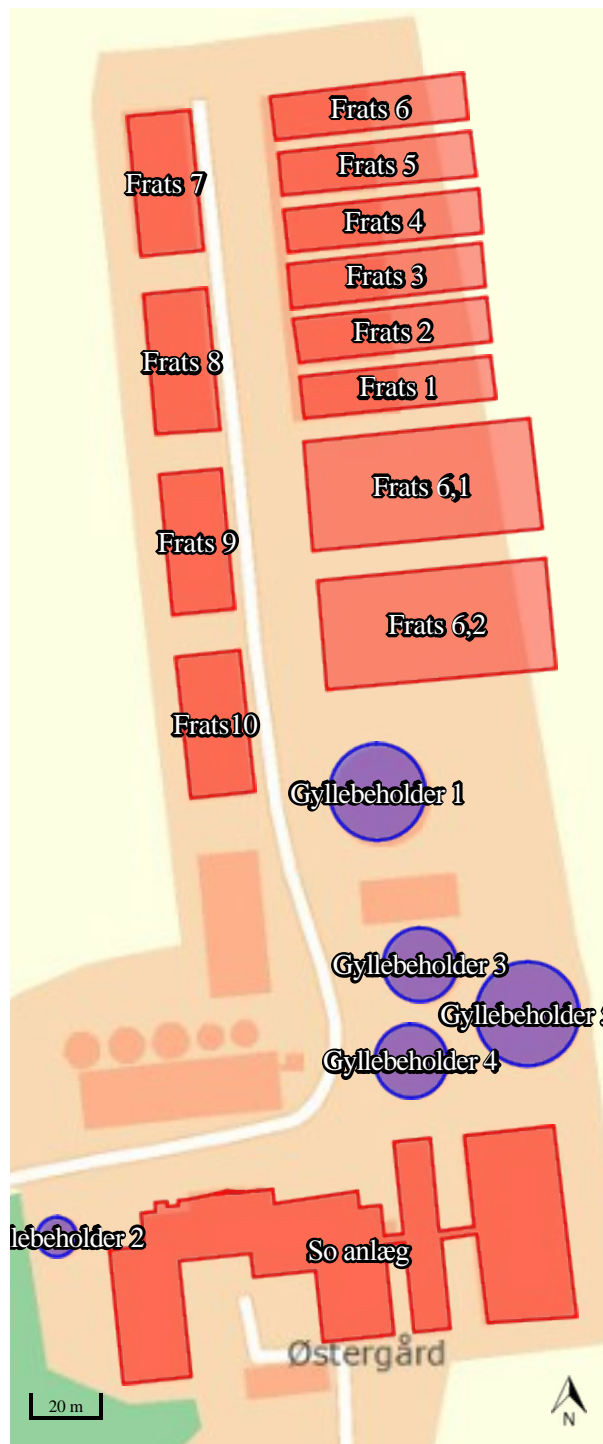 Frats 6
Frats 5
Frats 7
Frats 4
Frats 3
Frats 2
Frats 8
Frats 1
Frats 6,1
Frats 9
Frats 6,2
Frats10
Gyllebeholder 1
Gyllebeholder 3
Gyllebeholder
Gyllebeholder 4
llebeholder 2
So anlæg
Østergård
20 m
N